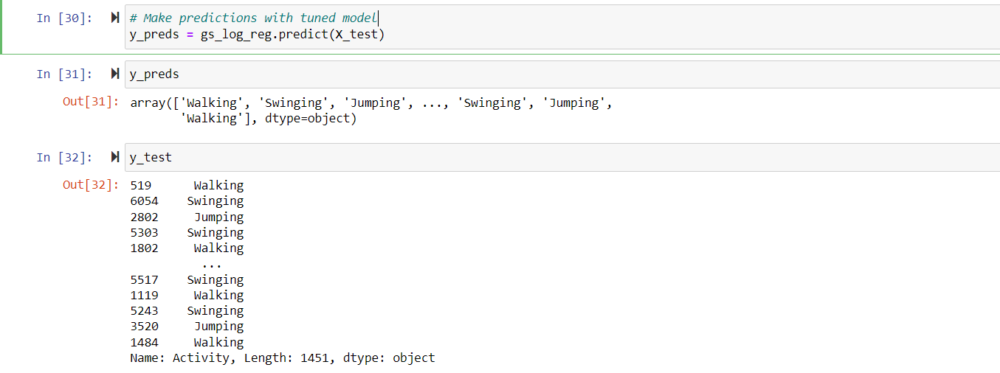 In [30]: # Make predictions with tuned model
y_preds = gs_log_reg.predict(X_test)
In [31]: y_preds
Out[31]: array(['Walking', 'Swinging', 'Jumping', ..., 'Swinging', 'Jumping',
'Walking'], dtype=object)
In [32]: y_test
Out[32]: 519 Walking
6054 Swinging
2802 Jumping
5303 Swinging
1802 Walking
...
5517 Swinging
1119 Walking
5243 Swinging
3520 Jumping
1484 Walking
Name: Activity, Length: 1451, dtype: object